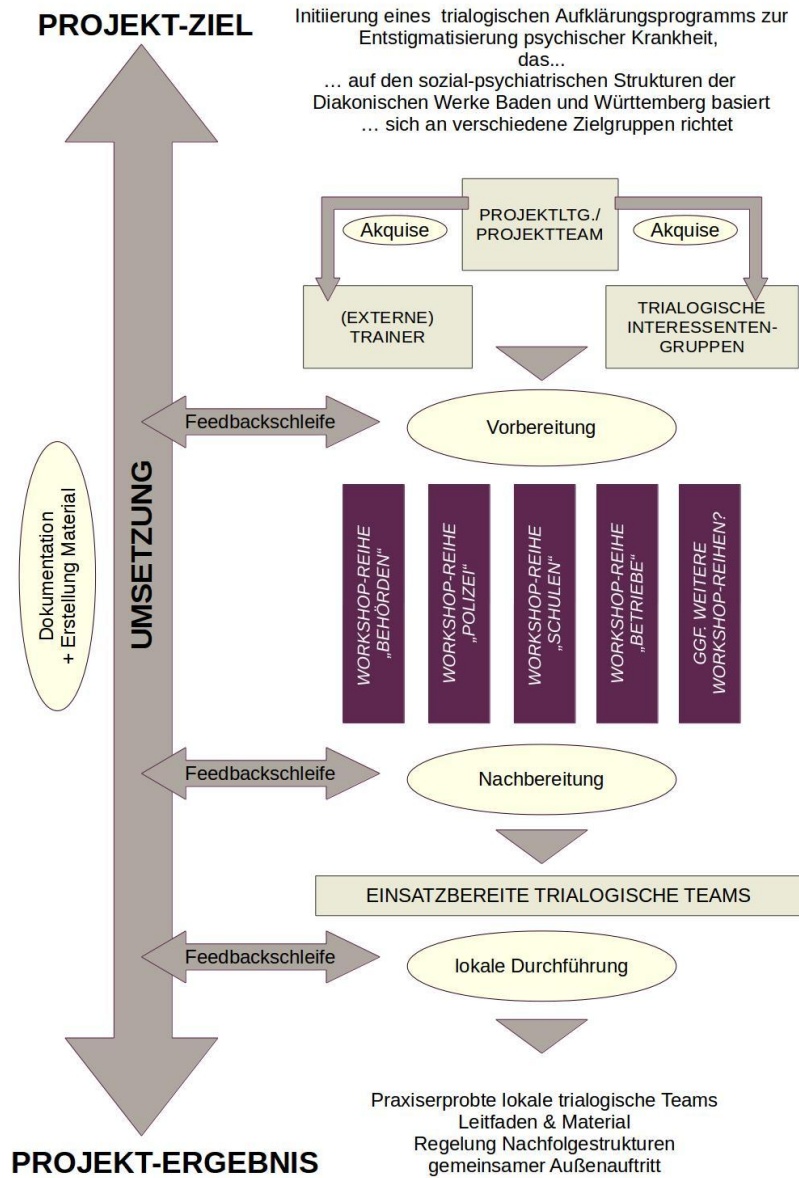 PROJEKT-ZIEL
Initiierung eines trialogischen Aufklärungsprogramms zur
Entstigmatisierung psychischer Krankheit,
das...
… auf den sozial-psychiatrischen Strukturen der
Diakonischen Werke Baden und Württemberg basiert
… sich an verschiedene Zielgruppen richtet
PROJEKTLTG./
PROJEKTTEAM
Akquise
Akquise
(EXTERNE)
TRAINER
TRIALOGISCHE
INTERESSENTEN-
GRUPPEN
Feedbackschleife
Vorbereitung
Dokumentation
+ Erstellung Material
UMSETZUNG
WORKSHOP-REIHE
„BEHÖRDEN“
WORKSHOP-REIHE
„POLIZEI“
WORKSHOP-REIHE
„SCHULEN“
WORKSHOP-REIHE
„BETRIEBE“
GGF. WEITERE
WORKSHOP-REIHEN?
Feedbackschleife
Nachbereitung
EINSATZBEREITE TRIALOGISCHE TEAMS
Feedbackschleife
lokale Durchführung
Praxiserprobte lokale trialogische Teams
Leitfaden & Material
Regelung Nachfolgestrukturen
gemeinsamer Außenauftritt
PROJEKT-ERGEBNIS